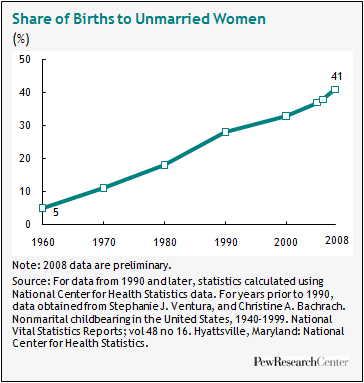 Share of Births to Unmarried Women
(%)
50
40
30
20
10
0
41
5
1960 1970 1980 1990 2000 2008
Note: 2008 data are preliminary.
Source: For data from 1990 and later, statistics calculated using
National Center for Health Statistics data. For years prior to 1990,
data obtained from Stephanie J. Ventura, and Christine A. Bachrach.
Nonmarital childbearing in the United States, 1940-1999. National
Vital Statistics Reports; vol 48 no 16. Hyattsville, Maryland: National
Center for Health Statistics.
PewResearchCenter